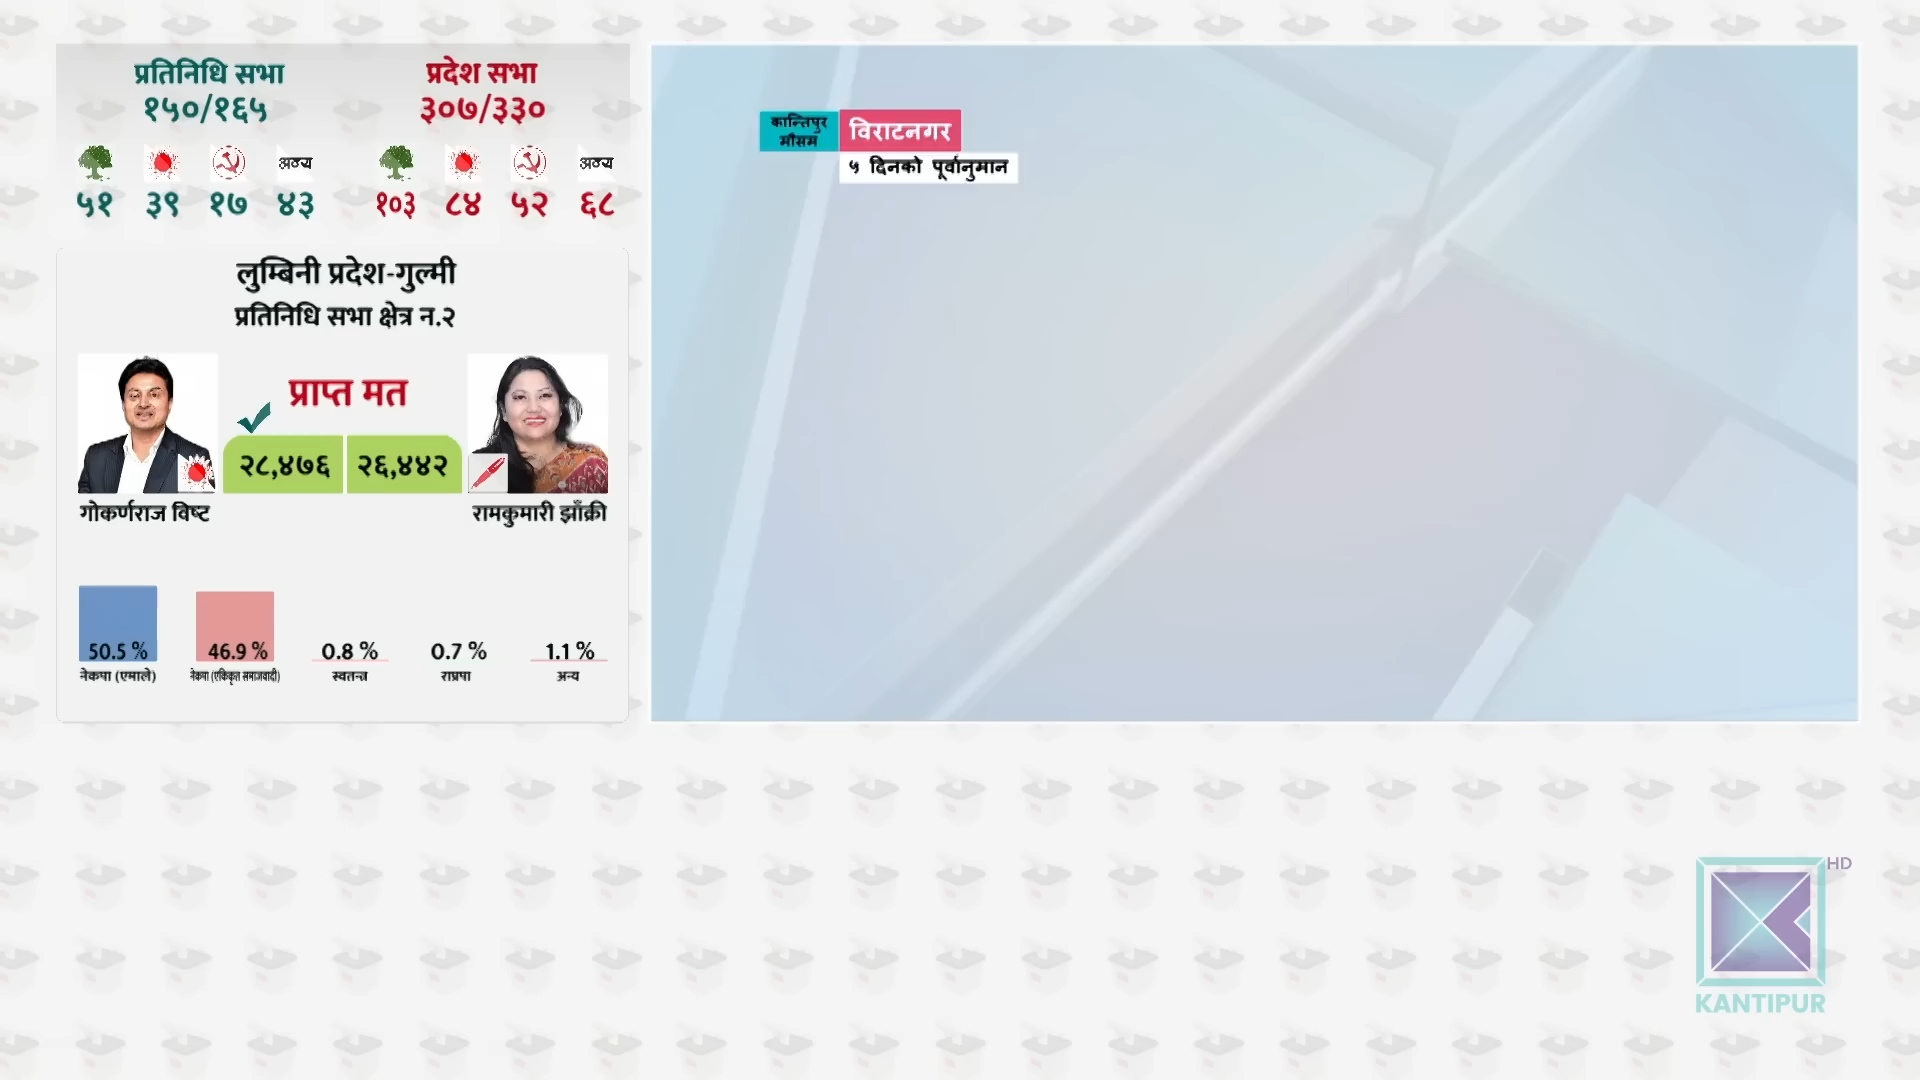 प्रतिनिधि सभा
१५०/१६५
अन्य
५१ ३९ १७ ४३
प्रदेश सभा
३०७/३३०
अन्य
१०३ ८४ ५२ ६८
लुम्बिनी प्रदेश-गुल्मी
प्रतिनिधि सभा क्षेत्र न.२
प्राप्त मत
२८,४७६ २६,४४२
गोकर्णराज विष्ट रामकुमारी झाँक्री
50.5 % 46.9 % 0.8 % 0.7 % 1.1 %
नेकपा (एमाले) नेकपा (एकिकृत समाजवादी) स्वतन्त्र राप्रपा अन्य
कान्तिपुर
मौसम
विराटनगर
५ दिनको पूर्वानुमान
HD
KANTIPUR